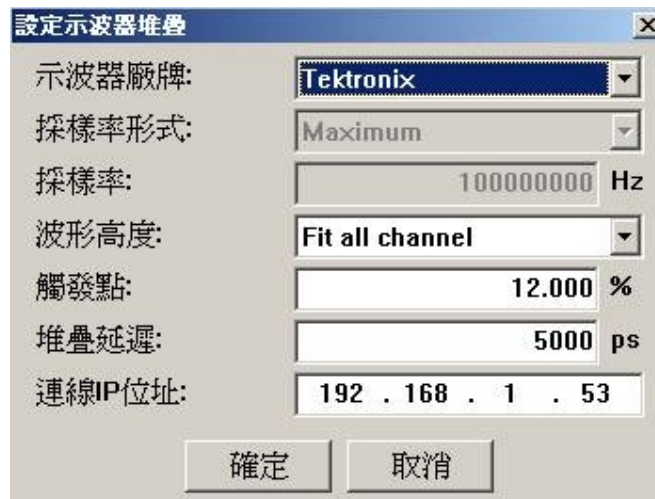 設定示波器堆疊
示波器廠牌: Tektronix
採樣率形式: Maximum
採樣率: 100000000 Hz
波形高度: Fit all channel
觸發點: 12.000 %
堆疊延遲: 5000 ps
連線IP位址: 192 . 168 . 1 . 53
確定 取消